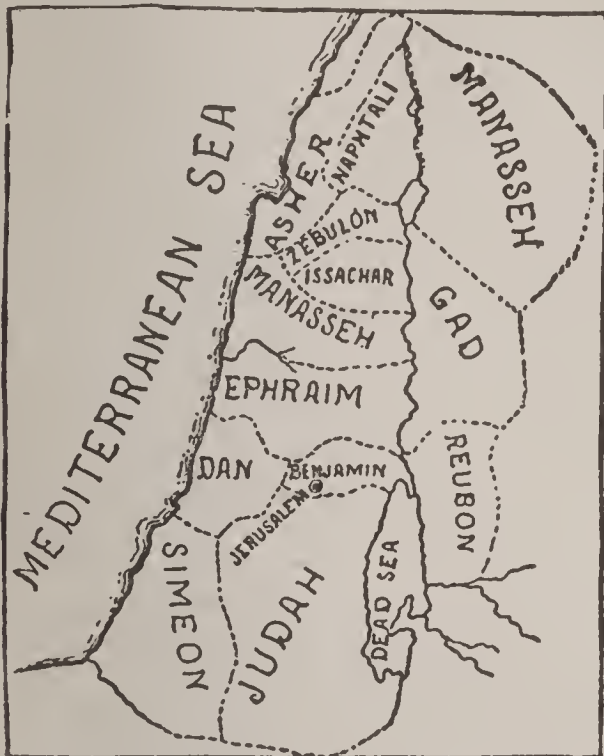 MEDITERRANEAN SEA
MANASSEH
NAPHTALI
ASHER
ZEBULON
ISSACHAR
MANASSEH
GAD
EPHRAIM
DAN
BENJAMIN
JERUSALEM
REUBON
SIMEON
JUDAH
DEAD SEA